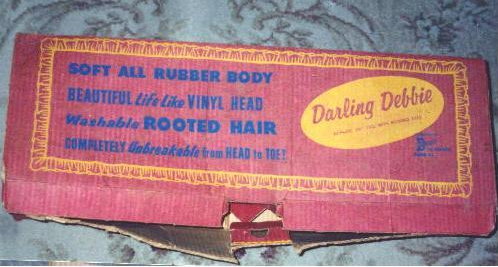 SOFT ALL RUBBER BODY
BEAUTIFUL Life Like VINYL HEAD
Washable ROOTED HAIR
COMPLETELY Unbreakable from HEAD to TOE!
Darling Debbie